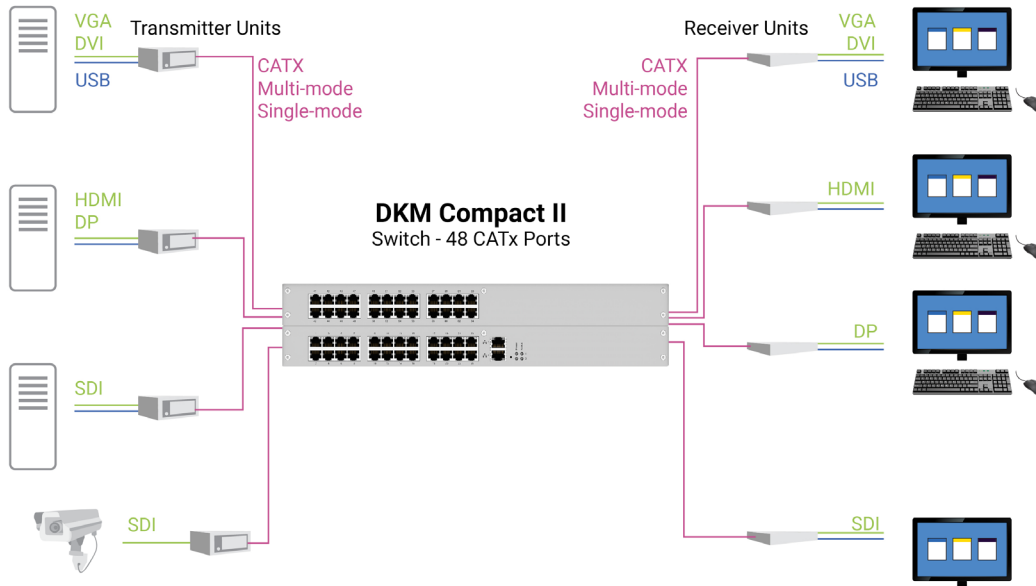 VGA
DVI
USB
Transmitter Units
CATX
Multi-mode
Single-mode
Receiver Units
CATX
Multi-mode
Single-mode
VGA
DVI
USB
HDMI
DP
DKM Compact II
Switch - 48 CATx Ports
HDMI
SDI
DP
SDI
SDI